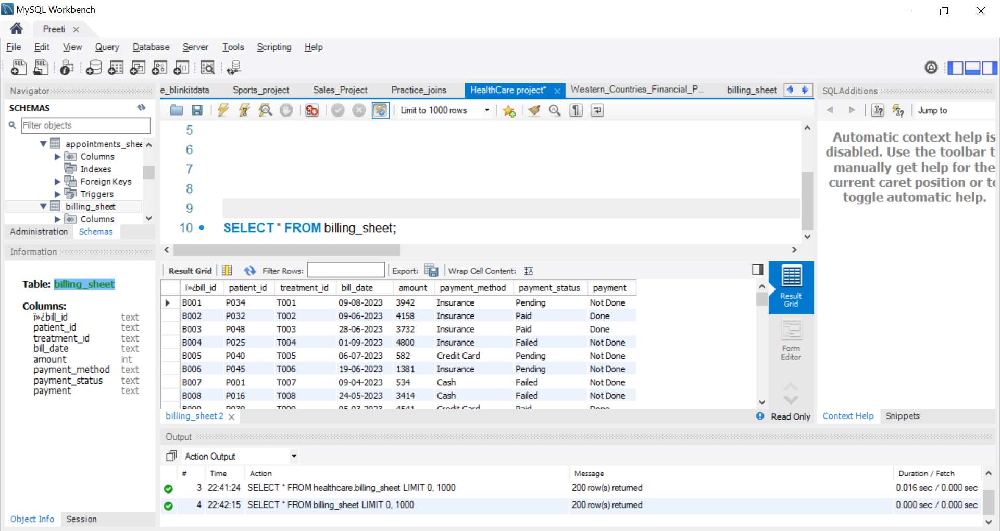 MySQL Workbench
Preeti
File Edit View Query Database Server Tools Scripting Help
Navigator
SCHEMAS
Filter objects
appointments_shee
Columns
Indexes
Foreign Keys
Triggers
billing_sheet
Columns
Administration Schemas
Information
Table: billing_sheet
Columns:
ï»¿bill_id text
patient_id text
treatment_id text
bill_date text
amount int
payment_method text
payment_status text
payment text
Object Info Session
e_blinkitdata Sports_project Sales_Project Practice_joins HealthCare project* Western_Countries_Financial_P... billing_sheet
Limit to 1000 rows
5
6
7
8
9
10 SELECT * FROM billing_sheet;
Result Grid Filter Rows: Export: Wrap Cell Content:
ï»¿bill_id patient_id treatment_id bill_date amount payment_method payment_status payment
B001 P034 T001 09-08-2023 3942 Insurance Pending Not Done
B002 P032 T002 09-06-2023 4158 Insurance Paid Done
B003 P048 T003 28-06-2023 3732 Insurance Paid Done
B004 P025 T004 01-09-2023 4800 Insurance Failed Not Done
B005 P040 T005 06-07-2023 582 Credit Card Pending Not Done
B006 P045 T006 19-06-2023 1381 Insurance Pending Not Done
B007 P001 T007 09-04-2023 534 Cash Failed Not Done
B008 P016 T008 24-05-2023 3414 Cash Failed Not Done
B009 P039 T009 05-03-2023 4541 Credit Card Paid Done
Result
Grid
Form
Editor
billing_sheet 2
Read Only
SQLAdditions
Jump to
Automatic context help is
disabled. Use the toolbar t
manually get help for the
current caret position or to
toggle automatic help.
Context Help Snippets
Output
Action Output
# Time Action Message Duration / Fetch
3 22:41:24 SELECT * FROM healthcare.billing_sheet LIMIT 0, 1000 200 row(s) returned 0.016 sec / 0.000 sec
4 22:42:15 SELECT * FROM billing_sheet LIMIT 0, 1000 200 row(s) returned 0.000 sec / 0.000 sec